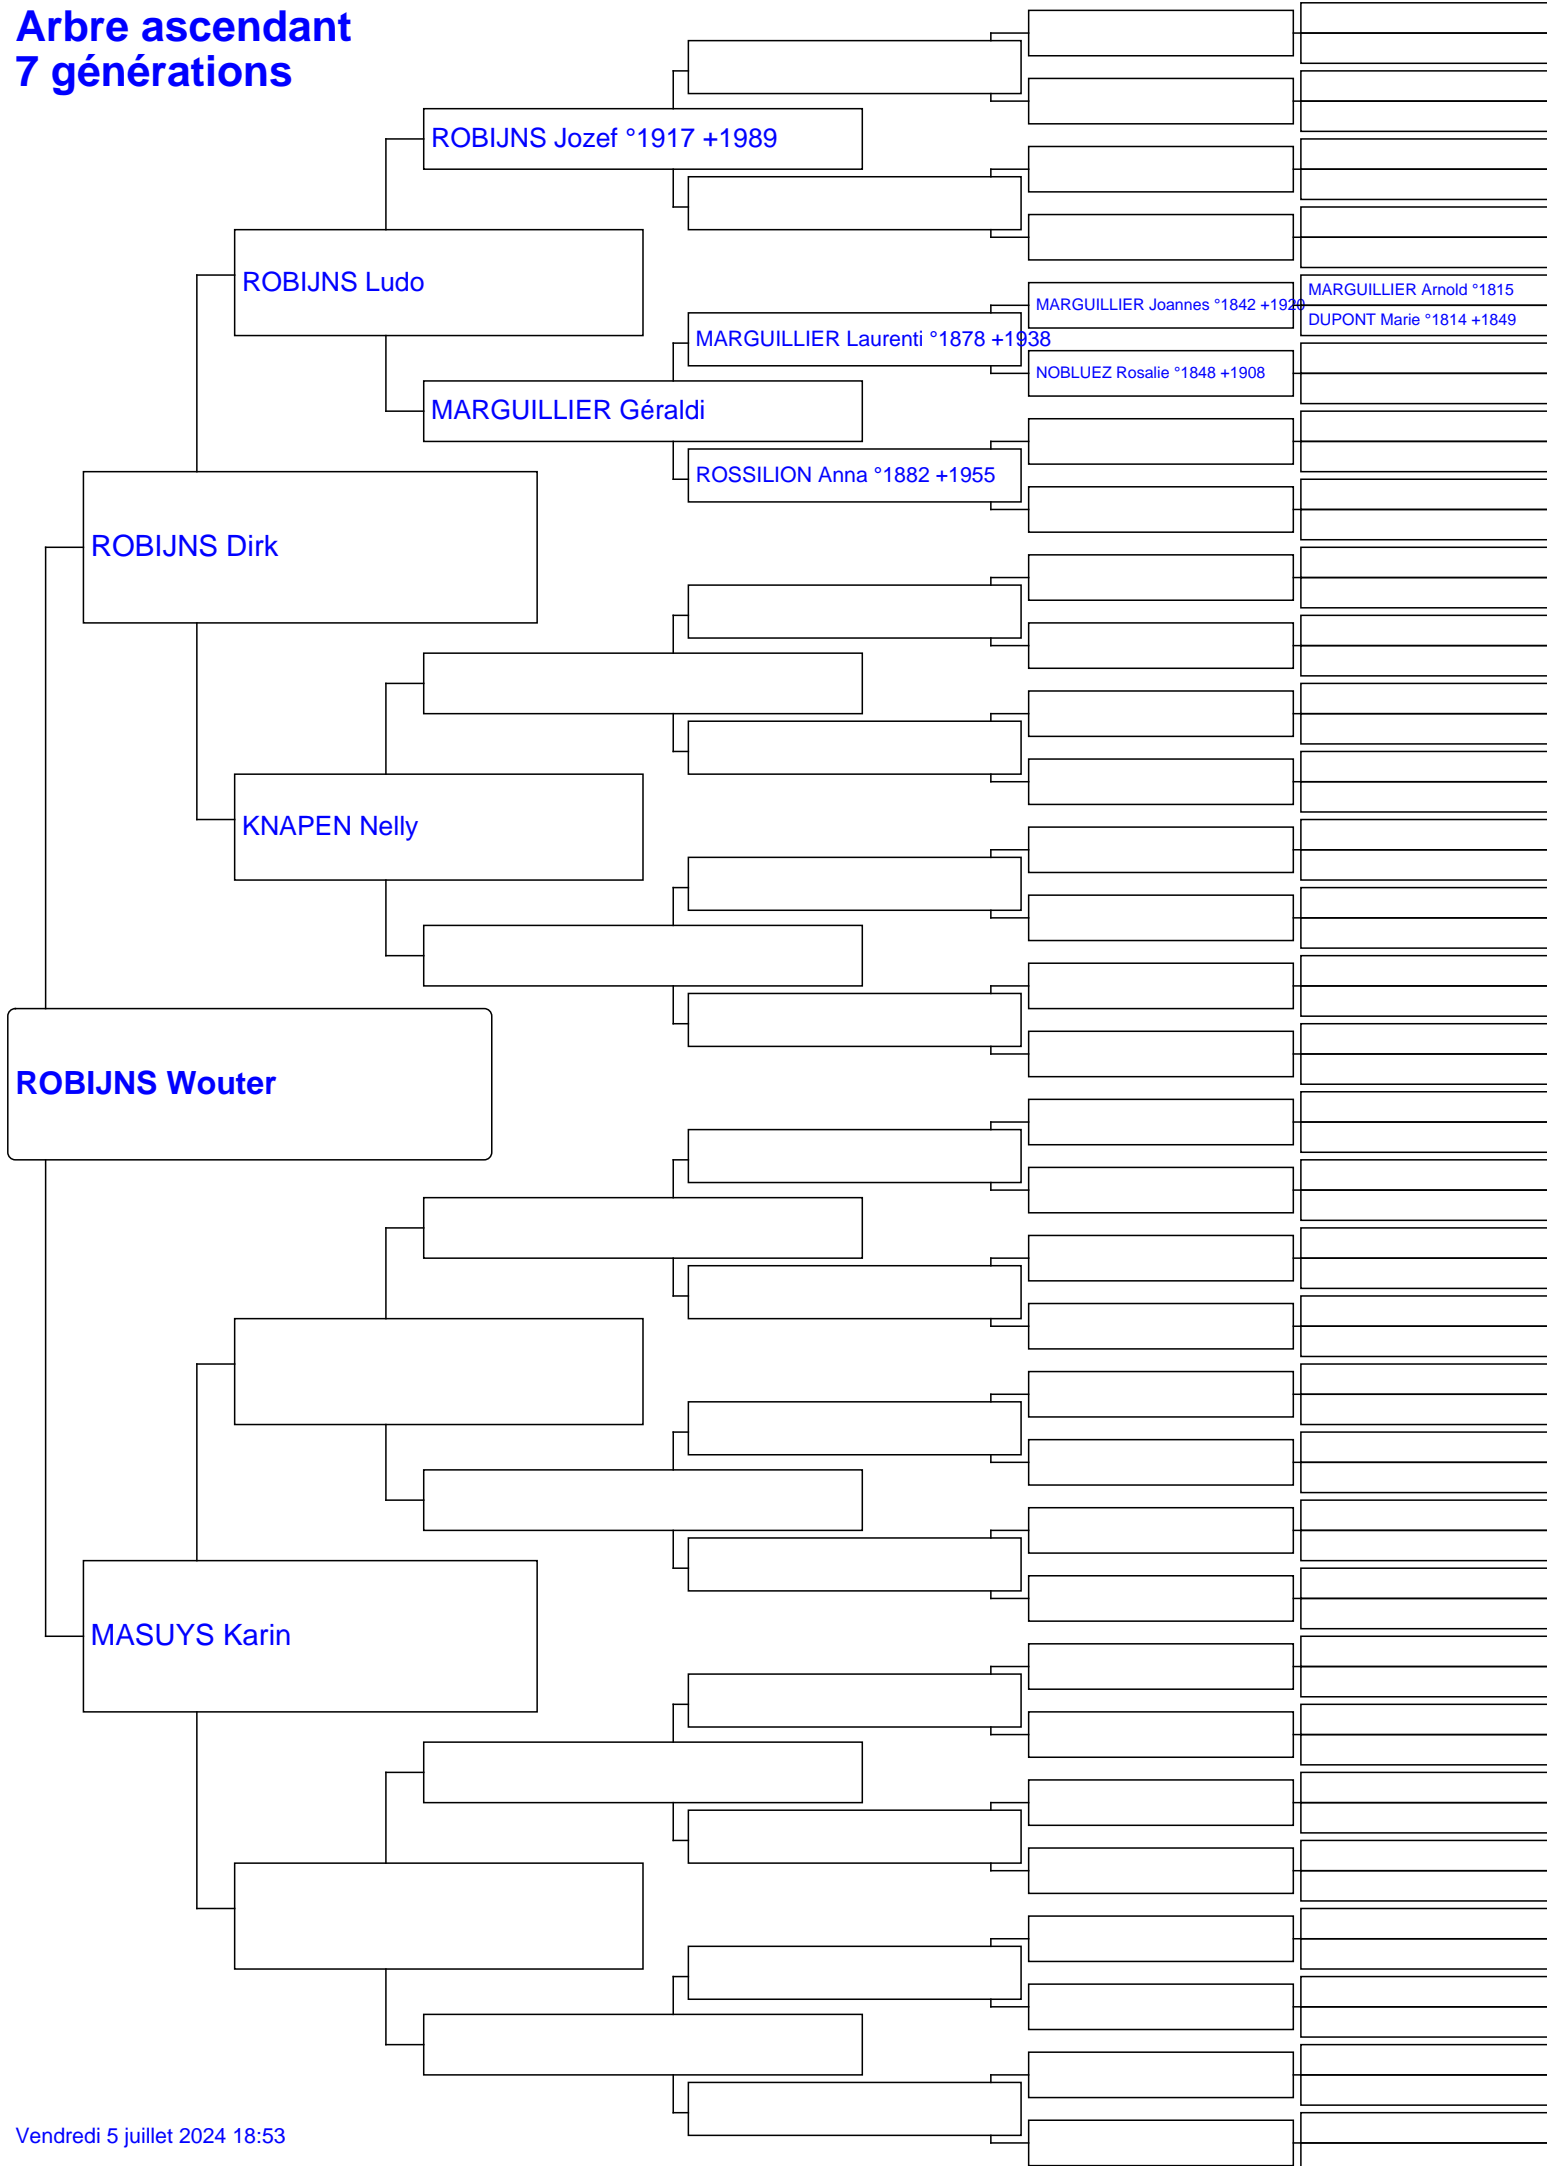 Arbre ascendant
7 générations
ROBIJNS Jozef °1917 +1989
ROBIJNS Ludo
MARGUILLIER Arnold °1815
MARGUILLIER Joannes °1842 +1920
DUPONT Marie °1814 +1849
MARGUILLIER Laurenti °1878 +1938
NOBLUEZ Rosalie °1848 +1908
MARGUILLIER Géraldi
ROSSILION Anna °1882 +1955
ROBIJNS Dirk
KNAPEN Nelly
ROBIJNS Wouter
MASUYS Karin
Vendredi 5 juillet 2024 18:53